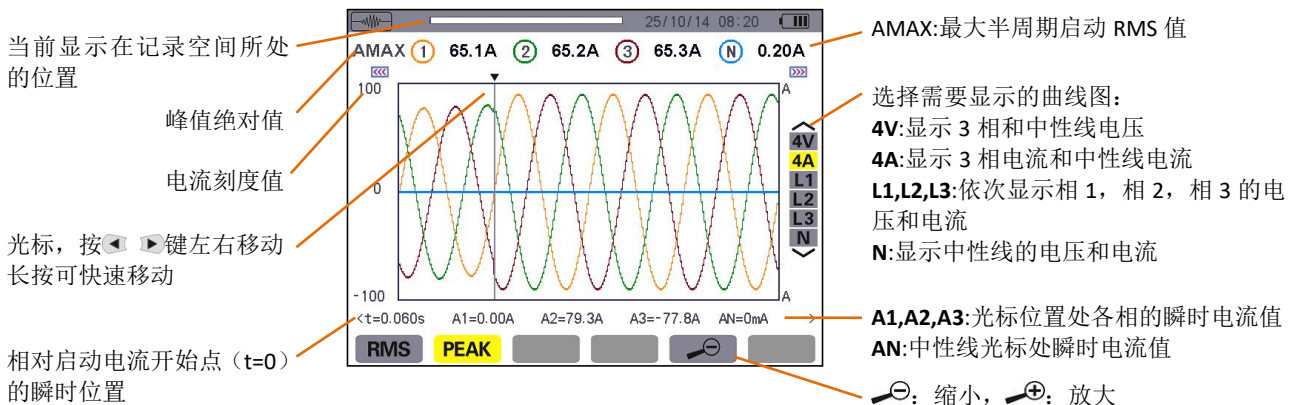 当前显示在记录空间所处
的位置
峰值绝对值
电流刻度值
光标，按 键左右移动
长按可快速移动
相对启动电流开始点（t=0）
的瞬时位置
25/10/14 08:20
AMAX 1 65.1A 2 65.2A 3 65.3A N 0.20A
100 A
0
-100 A
4V
4A
L1
L2
L3
N
<t=0.060s A1=0.00A A2=79.3A A3=-77.8A AN=0mA >
RMS PEAK
AMAX:最大半周期启动 RMS 值
选择需要显示的曲线图：
4V:显示 3 相和中性线电压
4A:显示 3 相电流和中性线电流
L1,L2,L3:依次显示相 1，相 2，相 3 的电
压和电流
N:显示中性线的电压和电流
A1,A2,A3:光标位置处各相的瞬时电流值
AN:中性线光标处瞬时电流值
：缩小， ：放大